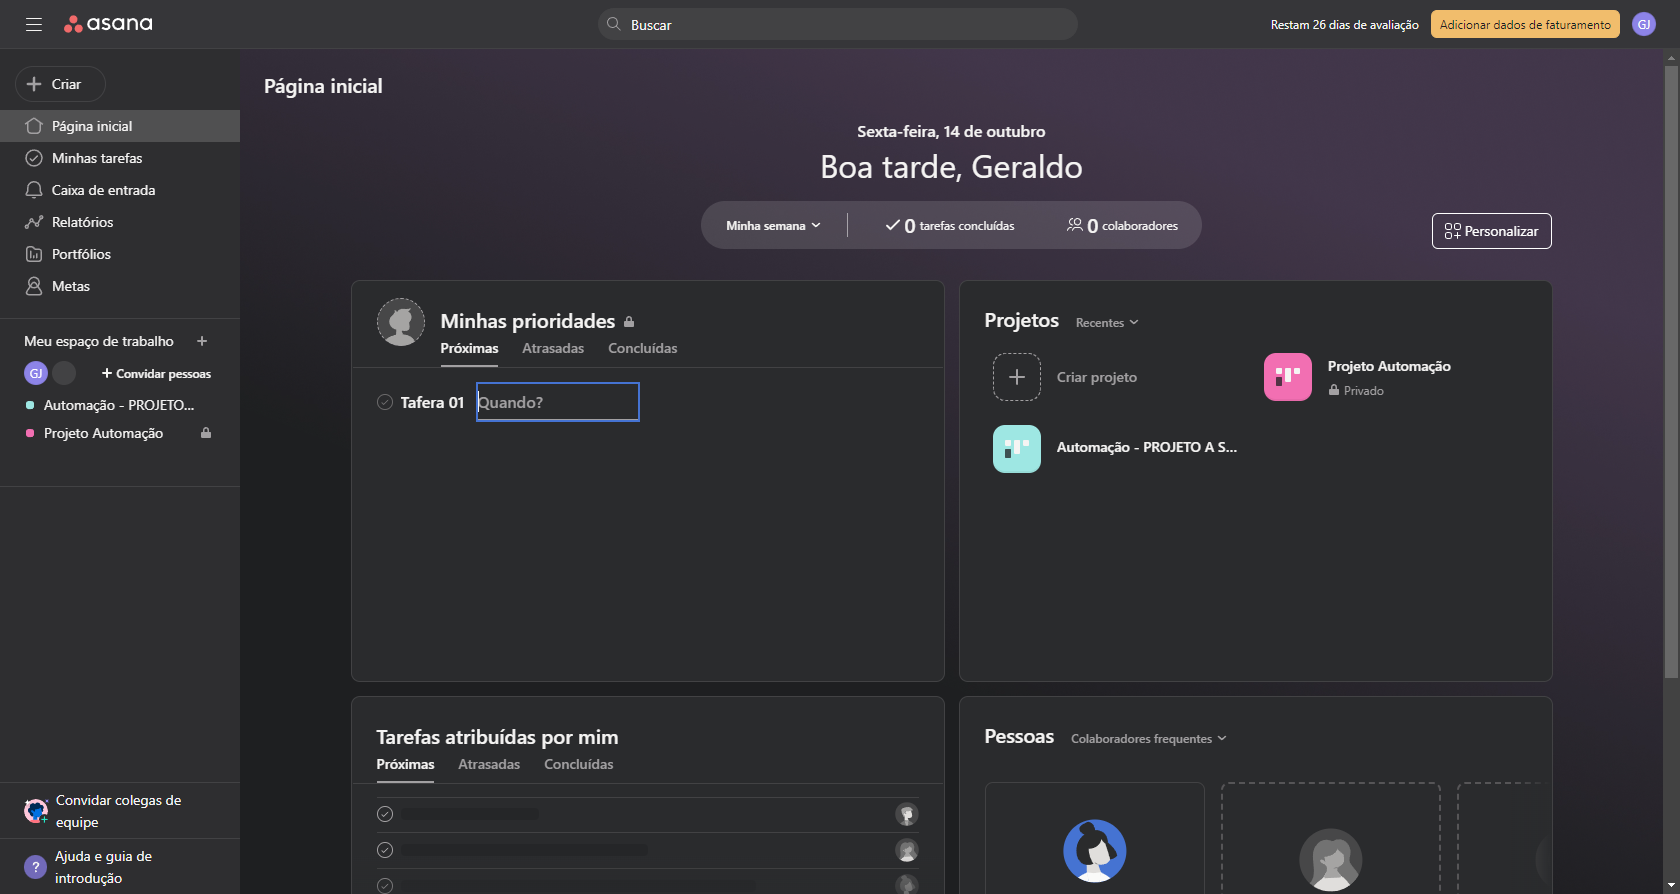 asana
Buscar
Restam 26 dias de avaliação
Adicionar dados de faturamento
GJ
Criar
Página inicial
Minhas tarefas
Caixa de entrada
Relatórios
Portfólios
Metas
Meu espaço de trabalho +
GJ
+ Convidar pessoas
Automação - PROJETO...
Projeto Automação
Convidar colegas de
equipe
? Ajuda e guia de
introdução
Página inicial
Sexta-feira, 14 de outubro
Boa tarde, Geraldo
Minha semana
0 tarefas concluídas
0 colaboradores
Personalizar
Minhas prioridades
Próximas Atrasadas Concluídas
Tafera 01 Quando?
Projetos Recentes
Criar projeto
Projeto Automação
Privado
Automação - PROJETO A S...
Tarefas atribuídas por mim
Próximas Atrasadas Concluídas
Pessoas Colaboradores frequentes